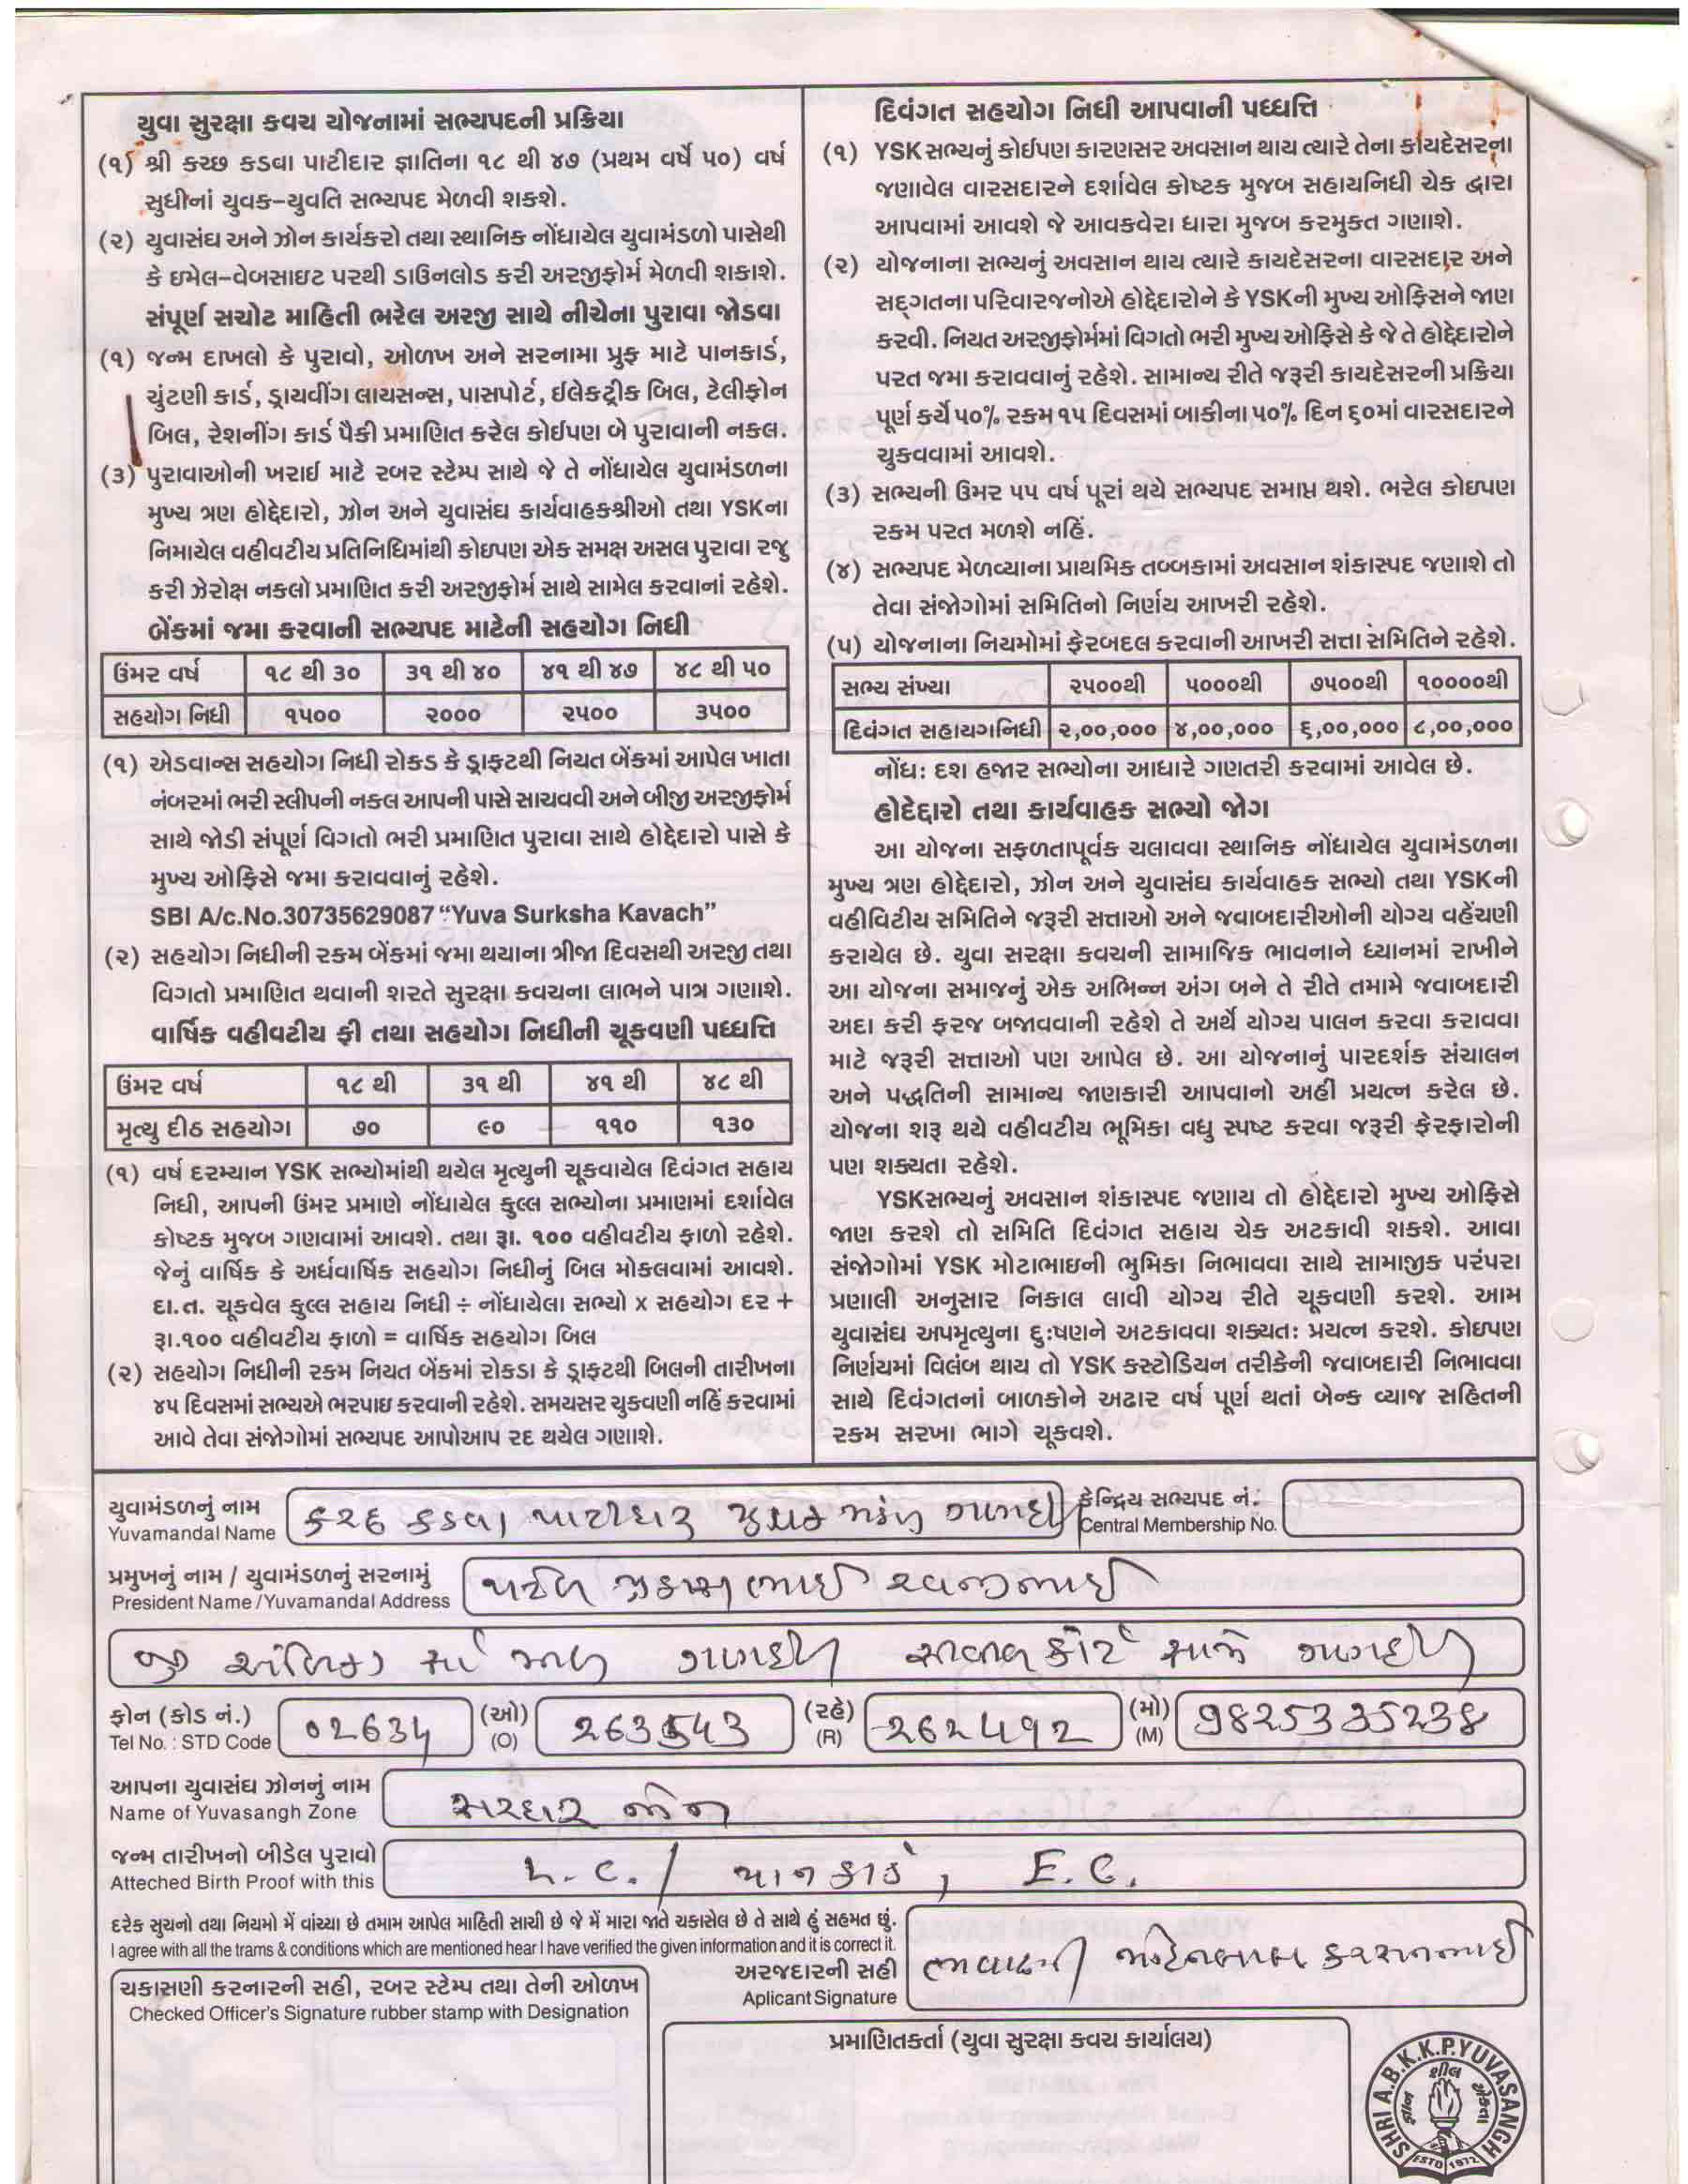 યુવા સુરક્ષા કવચ યોજનામાં સભ્યપદની પ્રક્રિયા
(૧) શ્રી કચ્છ કડવા પાટીદાર જ્ઞાતિના ૧૮ થી ૪૭ (પ્રથમ વર્ષે ૫૦) વર્ષ
સુધીનાં યુવક-યુવતિ સભ્યપદ મેળવી શકશે.
(૨) યુવાસંઘ અને ઝોન કાર્યકરો તથા સ્થાનિક નોંધાયેલ યુવામંડળો પાસેથી
કે ઇમેલ-વેબસાઇટ પરથી ડાઉનલોડ કરી અરજીફોર્મ મેળવી શકાશે.
સંપૂર્ણ સચોટ માહિતી ભરેલ અરજી સાથે નીચેના પુરાવા જોડવા
(૧) જન્મ દાખલો કે પુરાવો, ઓળખ અને સરનામા પ્રુફ માટે પાનકાર્ડ,
ચુંટણી કાર્ડ, ડ્રાયવીંગ લાયસન્સ, પાસપોર્ટ, ઈલેક્ટ્રીક બિલ, ટેલીફોન
બિલ, રેશનીંગ કાર્ડ પૈકી પ્રમાણિત કરેલ કોઈપણ બે પુરાવાની નકલ.
(૩) પુરાવાઓની ખરાઈ માટે રબર સ્ટેમ્પ સાથે જે તે નોંધાયેલ યુવામંડળના
મુખ્ય ત્રણ હોદ્દેદારો, ઝોન અને યુવાસંઘ કાર્યવાહકશ્રીઓ તથા YSKના
નિમાયેલ વહીવટીય પ્રતિનિધિમાંથી કોઇપણ એક સમક્ષ અસલ પુરાવા રજુ
કરી ઝેરોક્ષ નકલો પ્રમાણિત કરી અરજીફોર્મ સાથે સામેલ કરવાનાં રહેશે.
બેંકમાં જમા કરવાની સભ્યપદ માટેની સહયોગ નિધી
ઉંમર વર્ષ ૧૮ થી ૩૦ ૩૧ થી ૪૦ ૪૧ થી ૪૭ ૪૮ થી ૫૦
સહયોગ નિધી ૧૫૦૦ ૨૦૦૦ ૨૫૦૦ ૩૫૦૦
(૧) એડવાન્સ સહયોગ નિધી રોકડ કે ડ્રાફટથી નિયત બેંકમાં આપેલ ખાતા
નંબરમાં ભરી સ્લીપની નકલ આપની પાસે સાચવવી અને બીજી અરજીફોર્મ
સાથે જોડી સંપૂર્ણ વિગતો ભરી પ્રમાણિત પુરાવા સાથે હોદ્દેદારો પાસે કે
મુખ્ય ઓફિસે જમા કરાવવાનું રહેશે.
SBI A/c.No.30735629087 “Yuva Surksha Kavach”
(૨) સહયોગ નિધીની રકમ બેંકમાં જમા થયાના ત્રીજા દિવસથી અરજી તથા
વિગતો પ્રમાણિત થવાની શરતે સુરક્ષા કવચના લાભને પાત્ર ગણાશે.
વાર્ષિક વહીવટીય ફી તથા સહયોગ નિધીની ચૂકવણી પધ્ધત્તિ
ઉંમર વર્ષ ૧૮ થી ૩૧ થી ૪૧ થી ૪૮ થી
મૃત્યુ દીઠ સહયોગ ૭૦ ૯૦ ૧૧૦ ૧૩૦
(૧) વર્ષ દરમ્યાન YSK સભ્યોમાંથી થયેલ મૃત્યુની ચૂકવાયેલ દિવંગત સહાય
નિધી, આપની ઉંમર પ્રમાણે નોંધાયેલ કુલ્લ સભ્યોના પ્રમાણમાં દર્શાવેલ
કોષ્ટક મુજબ ગણવામાં આવશે. તથા રૂા. ૧૦૦ વહીવટીય ફાળો રહેશે.
જેનું વાર્ષિક કે અર્ધવાર્ષિક સહયોગ નિધીનું બિલ મોકલવામાં આવશે.
દા.ત. ચૂકવેલ કુલ્લ સહાય નિધી ÷ નોંધાયેલા સભ્યો x સહયોગ દર +
રૂા.૧૦૦ વહીવટીય ફાળો = વાર્ષિક સહયોગ બિલ
(૨) સહયોગ નિધીની રકમ નિયત બેંકમાં રોકડા કે ડ્રાફટથી બિલની તારીખના
૪૫ દિવસમાં સભ્યએ ભરપાઇ કરવાની રહેશે. સમયસર ચુકવણી નહિં કરવામાં
આવે તેવા સંજોગોમાં સભ્યપદ આપોઆપ રદ થયેલ ગણાશે.
દિવંગત સહયોગ નિધી આપવાની પધ્ધત્તિ
(૧) YSK સભ્યનું કોઈપણ કારણસર અવસાન થાય ત્યારે તેના કાયદેસરના
જણાવેલ વારસદારને દર્શાવેલ કોષ્ટક મુજબ સહાયનિધી ચેક દ્વારા
આપવામાં આવશે જે આવકવેરા ધારા મુજબ કરમુકત ગણાશે.
(૨) યોજનાના સભ્યનું અવસાન થાય ત્યારે કાયદેસરના વારસદાર અને
સદ્ગતના પરિવારજનોએ હોદ્દેદારોને કે YSKની મુખ્ય ઓફિસને જાણ
કરવી. નિયત અરજીફોર્મમાં વિગતો ભરી મુખ્ય ઓફિસે કે જે તે હોદ્દેદારોને
પરત જમા કરાવવાનું રહેશે. સામાન્ય રીતે જરૂરી કાયદેસરની પ્રક્રિયા
પૂર્ણ કર્યે ૫૦% રકમ ૧૫ દિવસમાં બાકીના ૫૦% દિન ૬૦માં વારસદારને
ચુકવવામાં આવશે.
(૩) સભ્યની ઉંમર ૫૫ વર્ષ પૂરાં થયે સભ્યપદ સમાપ્ત થશે. ભરેલ કોઇપણ
રકમ પરત મળશે નહિં.
(૪) સભ્યપદ મેળવ્યાના પ્રાથમિક તબ્બકામાં અવસાન શંકાસ્પદ જણાશે તો
તેવા સંજોગોમાં સમિતિનો નિર્ણય આખરી રહેશે.
(૫) યોજનાના નિયમોમાં ફેરબદલ કરવાની આખરી સત્તા સમિતિને રહેશે.
સભ્ય સંખ્યા ૨૫૦૦થી ૫૦૦૦થી ૭૫૦૦થી ૧૦૦૦૦થી
દિવંગત સહાયગનિધી ૨,૦૦,૦૦૦ ૪,૦૦,૦૦૦ ૬,૦૦,૦૦૦ ૮,૦૦,૦૦૦
નોંધ: દશ હજાર સભ્યોના આધારે ગણતરી કરવામાં આવેલ છે.
હોદેદ્દારો તથા કાર્યવાહક સભ્યો જોગ
આ યોજના સફળતાપૂર્વક ચલાવવા સ્થાનિક નોંધાયેલ યુવામંડળના
મુખ્ય ત્રણ હોદ્દેદારો, ઝોન અને યુવાસંઘ કાર્યવાહક સભ્યો તથા YSKની
વહીવિટીય સમિતિને જરૂરી સત્તાઓ અને જવાબદારીઓની યોગ્ય વહેંચણી
કરાયેલ છે. યુવા સરક્ષા કવચની સામાજિક ભાવનાને ધ્યાનમાં રાખીને
આ યોજના સમાજનું એક અભિન્ન અંગ બને તે રીતે તમામે જવાબદારી
અદા કરી ફરજ બજાવવાની રહેશે તે અર્થે યોગ્ય પાલન કરવા કરાવવા
માટે જરૂરી સત્તાઓ પણ આપેલ છે. આ યોજનાનું પારદર્શક સંચાલન
અને પદ્ધતિની સામાન્ય જાણકારી આપવાનો અહી પ્રયત્ન કરેલ છે.
યોજના શરૂ થયે વહીવટીય ભૂમિકા વધુ સ્પષ્ટ કરવા જરૂરી ફેરફારોની
પણ શક્યતા રહેશે.
YSKસભ્યનું અવસાન શંકાસ્પદ જણાય તો હોદ્દેદારો મુખ્ય ઓફિસે
જાણ કરશે તો સમિતિ દિવંગત સહાય ચેક અટકાવી શકશે. આવા
સંજોગોમાં YSK મોટાભાઇની ભુમિકા નિભાવવા સાથે સામાજીક પરંપરા
પ્રણાલી અનુસાર નિકાલ લાવી યોગ્ય રીતે ચૂકવણી કરશે. આમ
યુવાસંઘ અપમૃત્યુના દુ:ષણને અટકાવવા શક્યત: પ્રયત્ન કરશે. કોઇપણ
નિર્ણયમાં વિલંબ થાય તો YSK કસ્ટોડિયન તરીકેની જવાબદારી નિભાવવા
સાથે દિવંગતનાં બાળકોને અઢાર વર્ષ પૂર્ણ થતાં બેન્ક વ્યાજ સહિતની
રકમ સરખા ભાગે ચૂકવશે.
યુવામંડળનું નામ કચ્છ કડવા પાટીદાર યુવક મંડળ ગણદેવી કેન્દ્રિય સભ્યપદ નં:
Yuvamandal Name Central Membership No.
પ્રમુખનું નામ / યુવામંડળનું સરનામું પટેલ પ્રકાશભાઈ રવજીભાઈ
President Name /Yuvamandal Address
અંબિકા ગણદેવી સીવીલ કોર્ટ સામે ગણદેવી
ફોન (કોડ નં.) 02634 (ઓ) 263543 (રહે) 262492 (મો) 9825335238
Tel No. : STD Code (O) (R) (M)
આપના યુવાસંઘ ઝોનનું નામ સરદાર ઝોન
Name of Yuvasangh Zone
જન્મ તારીખનો બીડેલ પુરાવો L.C. / પાનકાર્ડ, E.C.
Atteched Birth Proof with this
દરેક સુચનો તથા નિયમો મેં વાંચ્યા છે તમામ આપેલ માહિતી સાચી છે જે મેં મારા જાતે ચકાસેલ છે તે સાથે હું સહમત છું.
I agree with all the trams & conditions which are mentioned hear I have verified the given information and it is correct it.
અરજદારની સહી કરસનભાઈ
Aplicant Signature
ચકાસણી કરનારની સહી, રબર સ્ટેમ્પ તથા તેની ઓળખ
Checked Officer's Signature rubber stamp with Designation
પ્રમાણિતકર્તા (યુવા સુરક્ષા કવચ કાર્યાલય)
SHRI A.B.K.K.P.YUVASANGH
જ્ઞાન શીલ એકતા
ESTD 1972